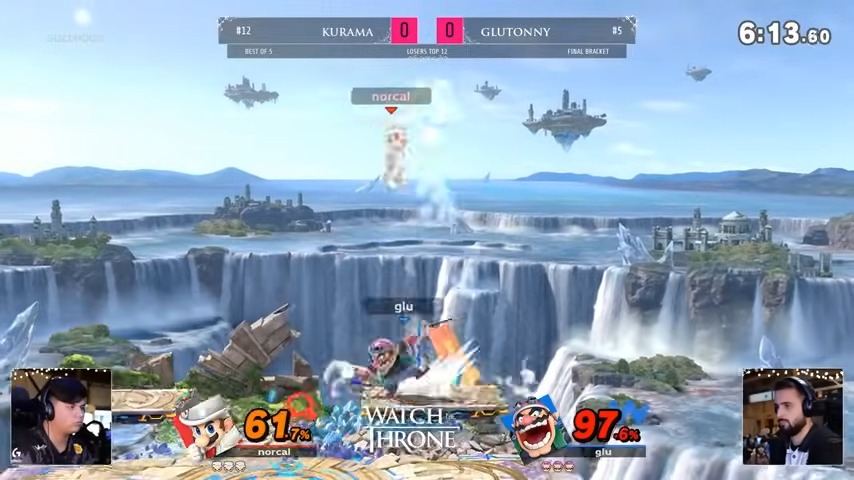 #12 KURAMA 0 0 GLUTONNY #5
BEST OF 5 LOSERS TOP 12 FINAL BRACKET
6:13.60
norcal
glu
61.7%
norcal
WATCH
THRONE
97.6%
glu